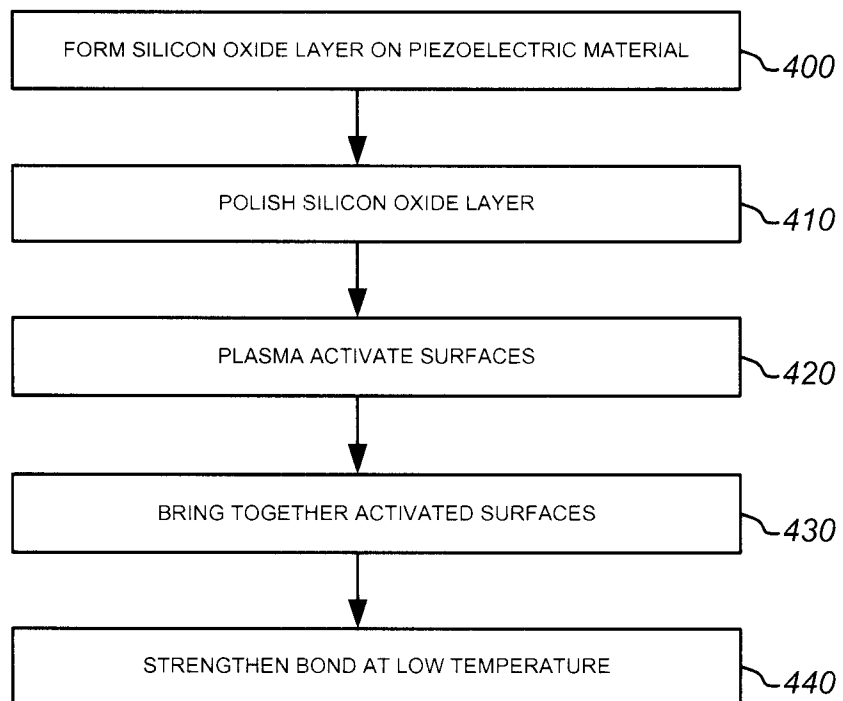 FORM SILICON OXIDE LAYER ON PIEZOELECTRIC MATERIAL
400
POLISH SILICON OXIDE LAYER
410
PLASMA ACTIVATE SURFACES
420
BRING TOGETHER ACTIVATED SURFACES
430
STRENGTHEN BOND AT LOW TEMPERATURE
440